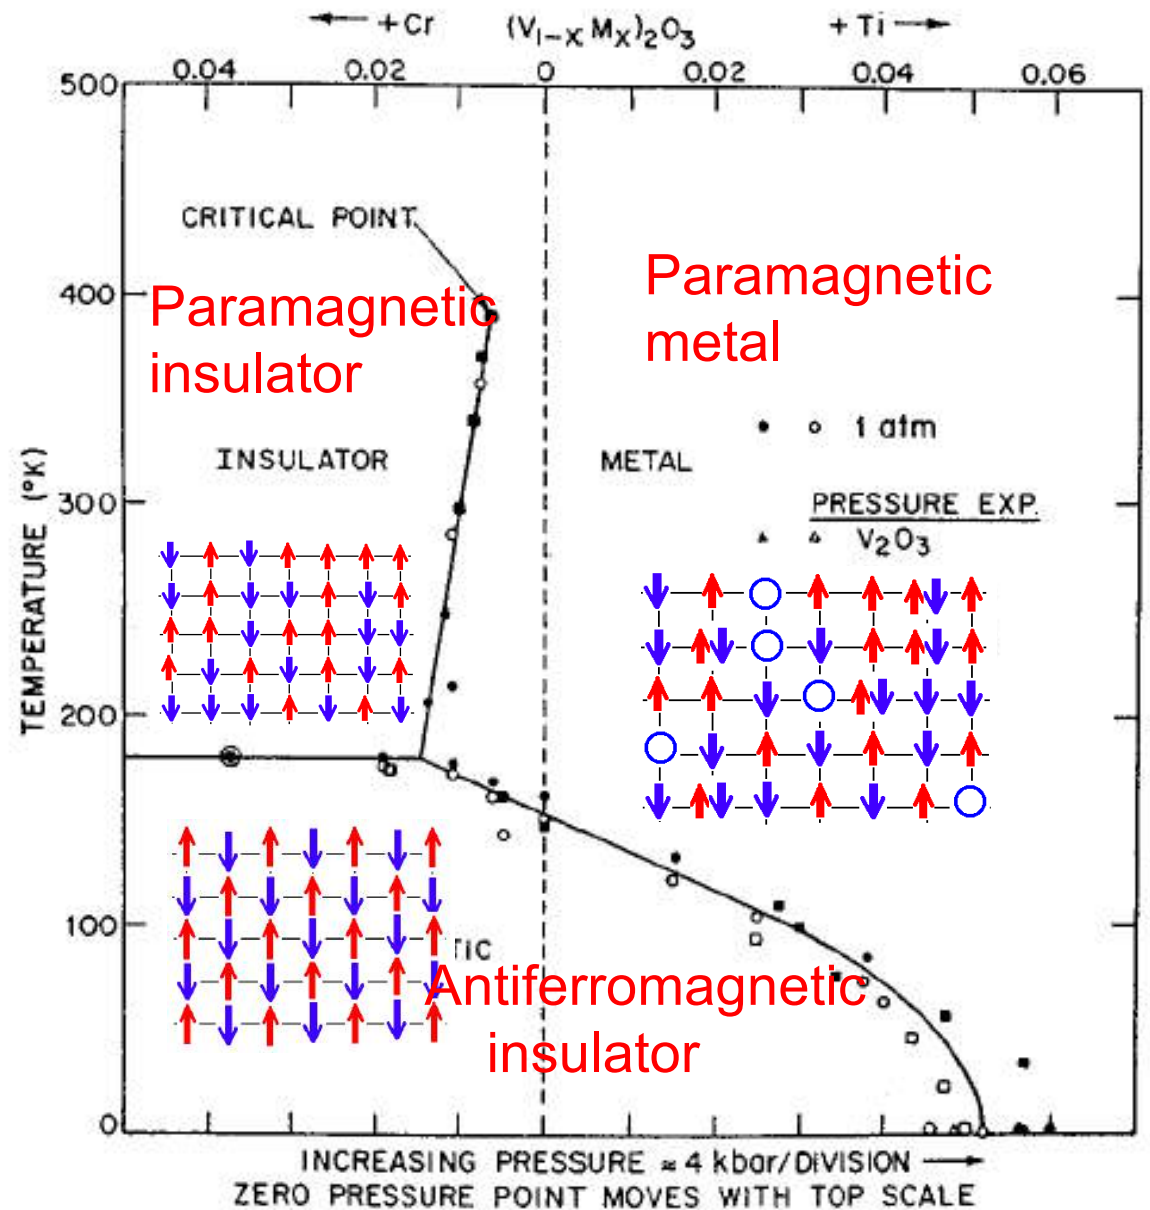 +Cr (V1-xMx)2O3 +Ti
0.04 0.02 0 0.02 0.04 0.06
500
400
300
200
100
0
TEMPERATURE (°K)
CRITICAL POINT
Paramagnetic
insulator
Paramagnetic
metal
1 atm
INSULATOR
METAL
PRESSURE EXP.
V2O3
TIC
Antiferromagnetic
insulator
INCREASING PRESSURE ≈ 4 kbar/DIVISION
ZERO PRESSURE POINT MOVES WITH TOP SCALE